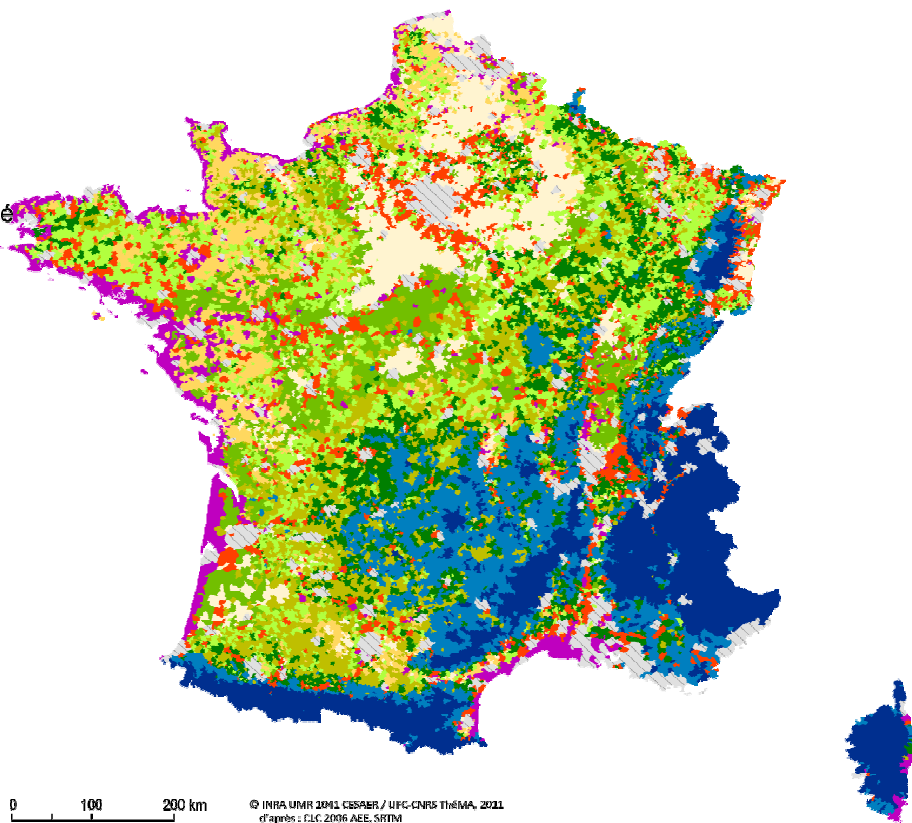 0 100 200 km
© INRA UMR 1041 CESAER / UFC-CNRS ThéMA, 2011
d'après : CLC 2006 AEE, SRTM